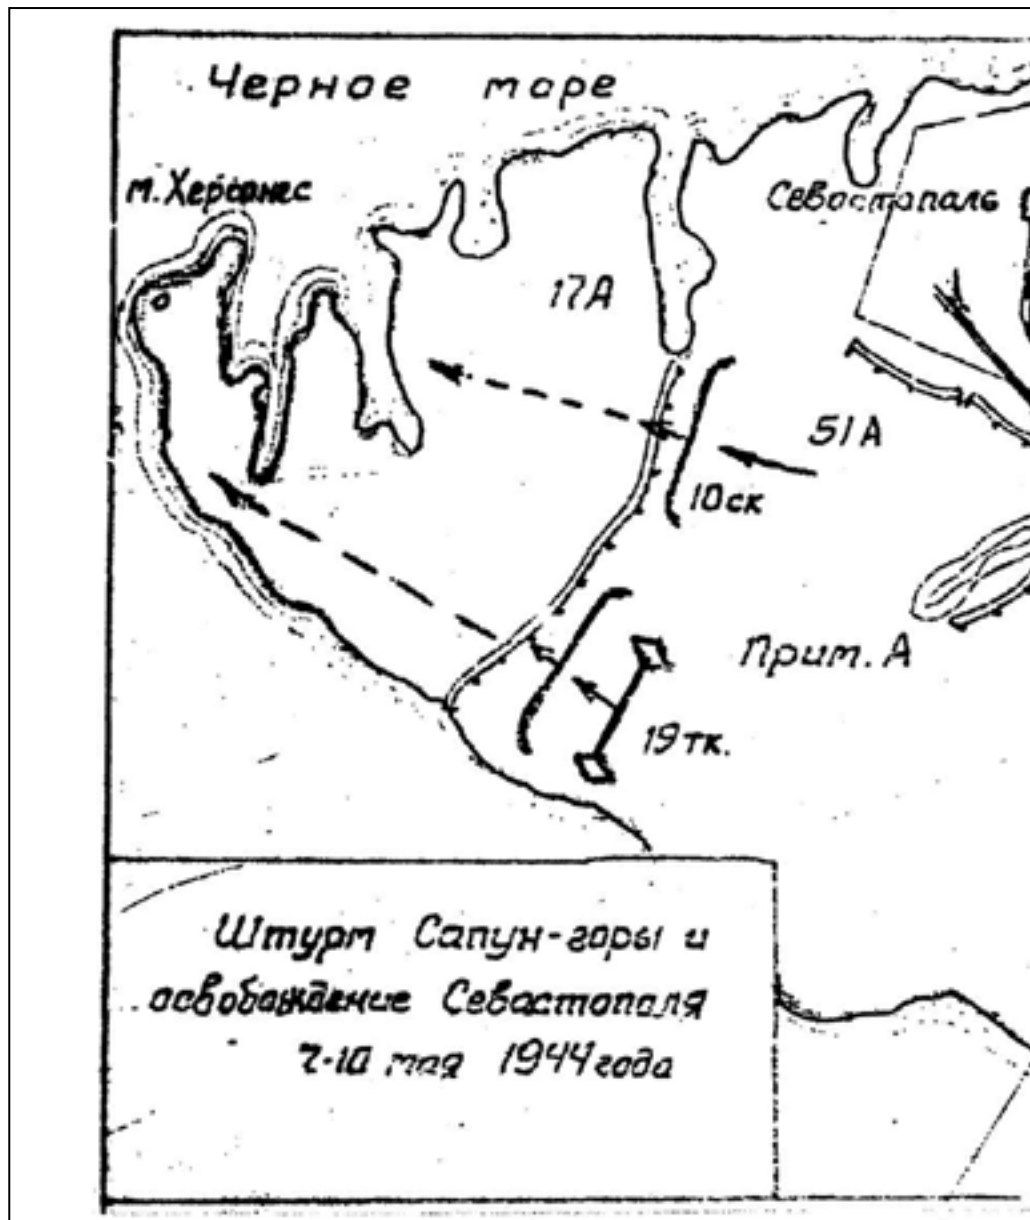 Черное море
м. Херсонес
Севастополь
17А
51А
10ск
Прим. А
19тк.
Штурм Сапун-горы и
освобождение Севастополя
7-10 мая 1944 года